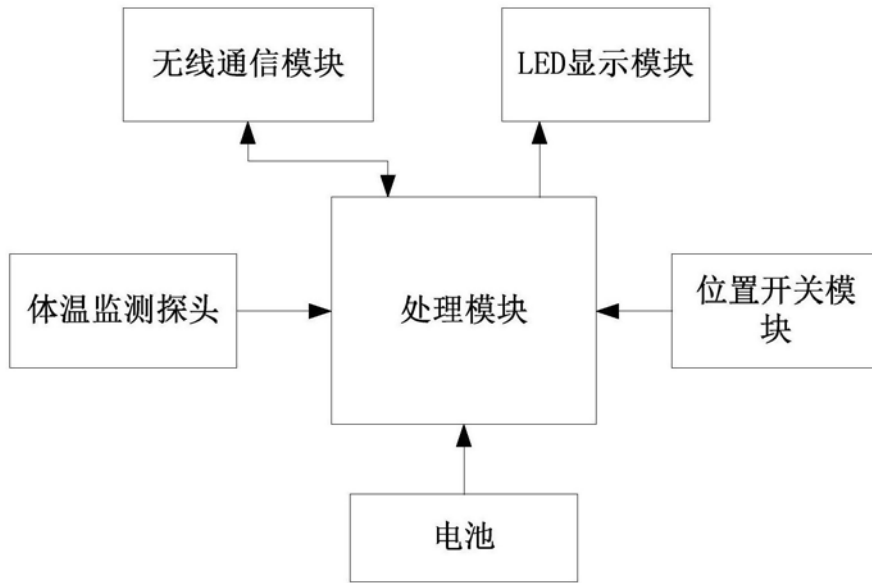 无线通信模块
LED显示模块
体温监测探头
处理模块
位置开关模
块
电池